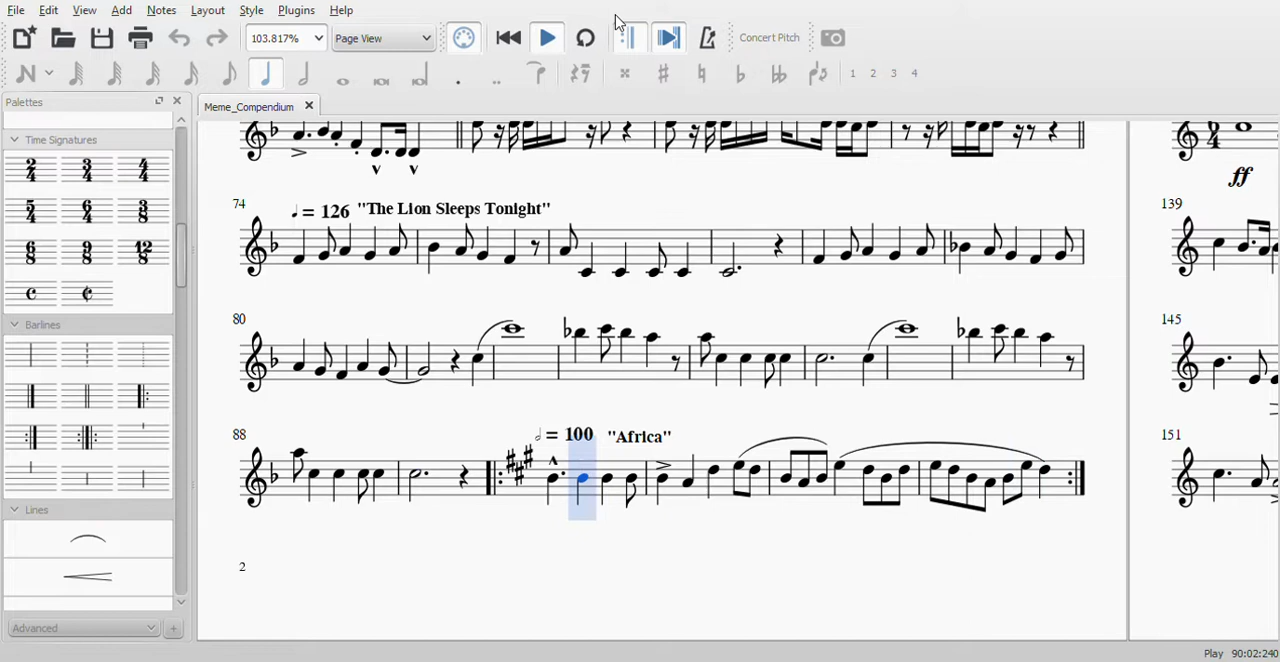 File Edit View Add Notes Layout Style Plugins Help
103.817% Page View Concert Pitch
1 2 3 4
Palettes
Meme_Compendium
Time Signatures
2/4 3/4 4/4
5/4 6/4 3/8
6/8 9/8 12/8
Barlines
Lines
Advanced
ff
74 = 126 "The Lion Sleeps Tonight" 139
80 145
88 = 100 "Africa" 151
2
Play 90:02:240